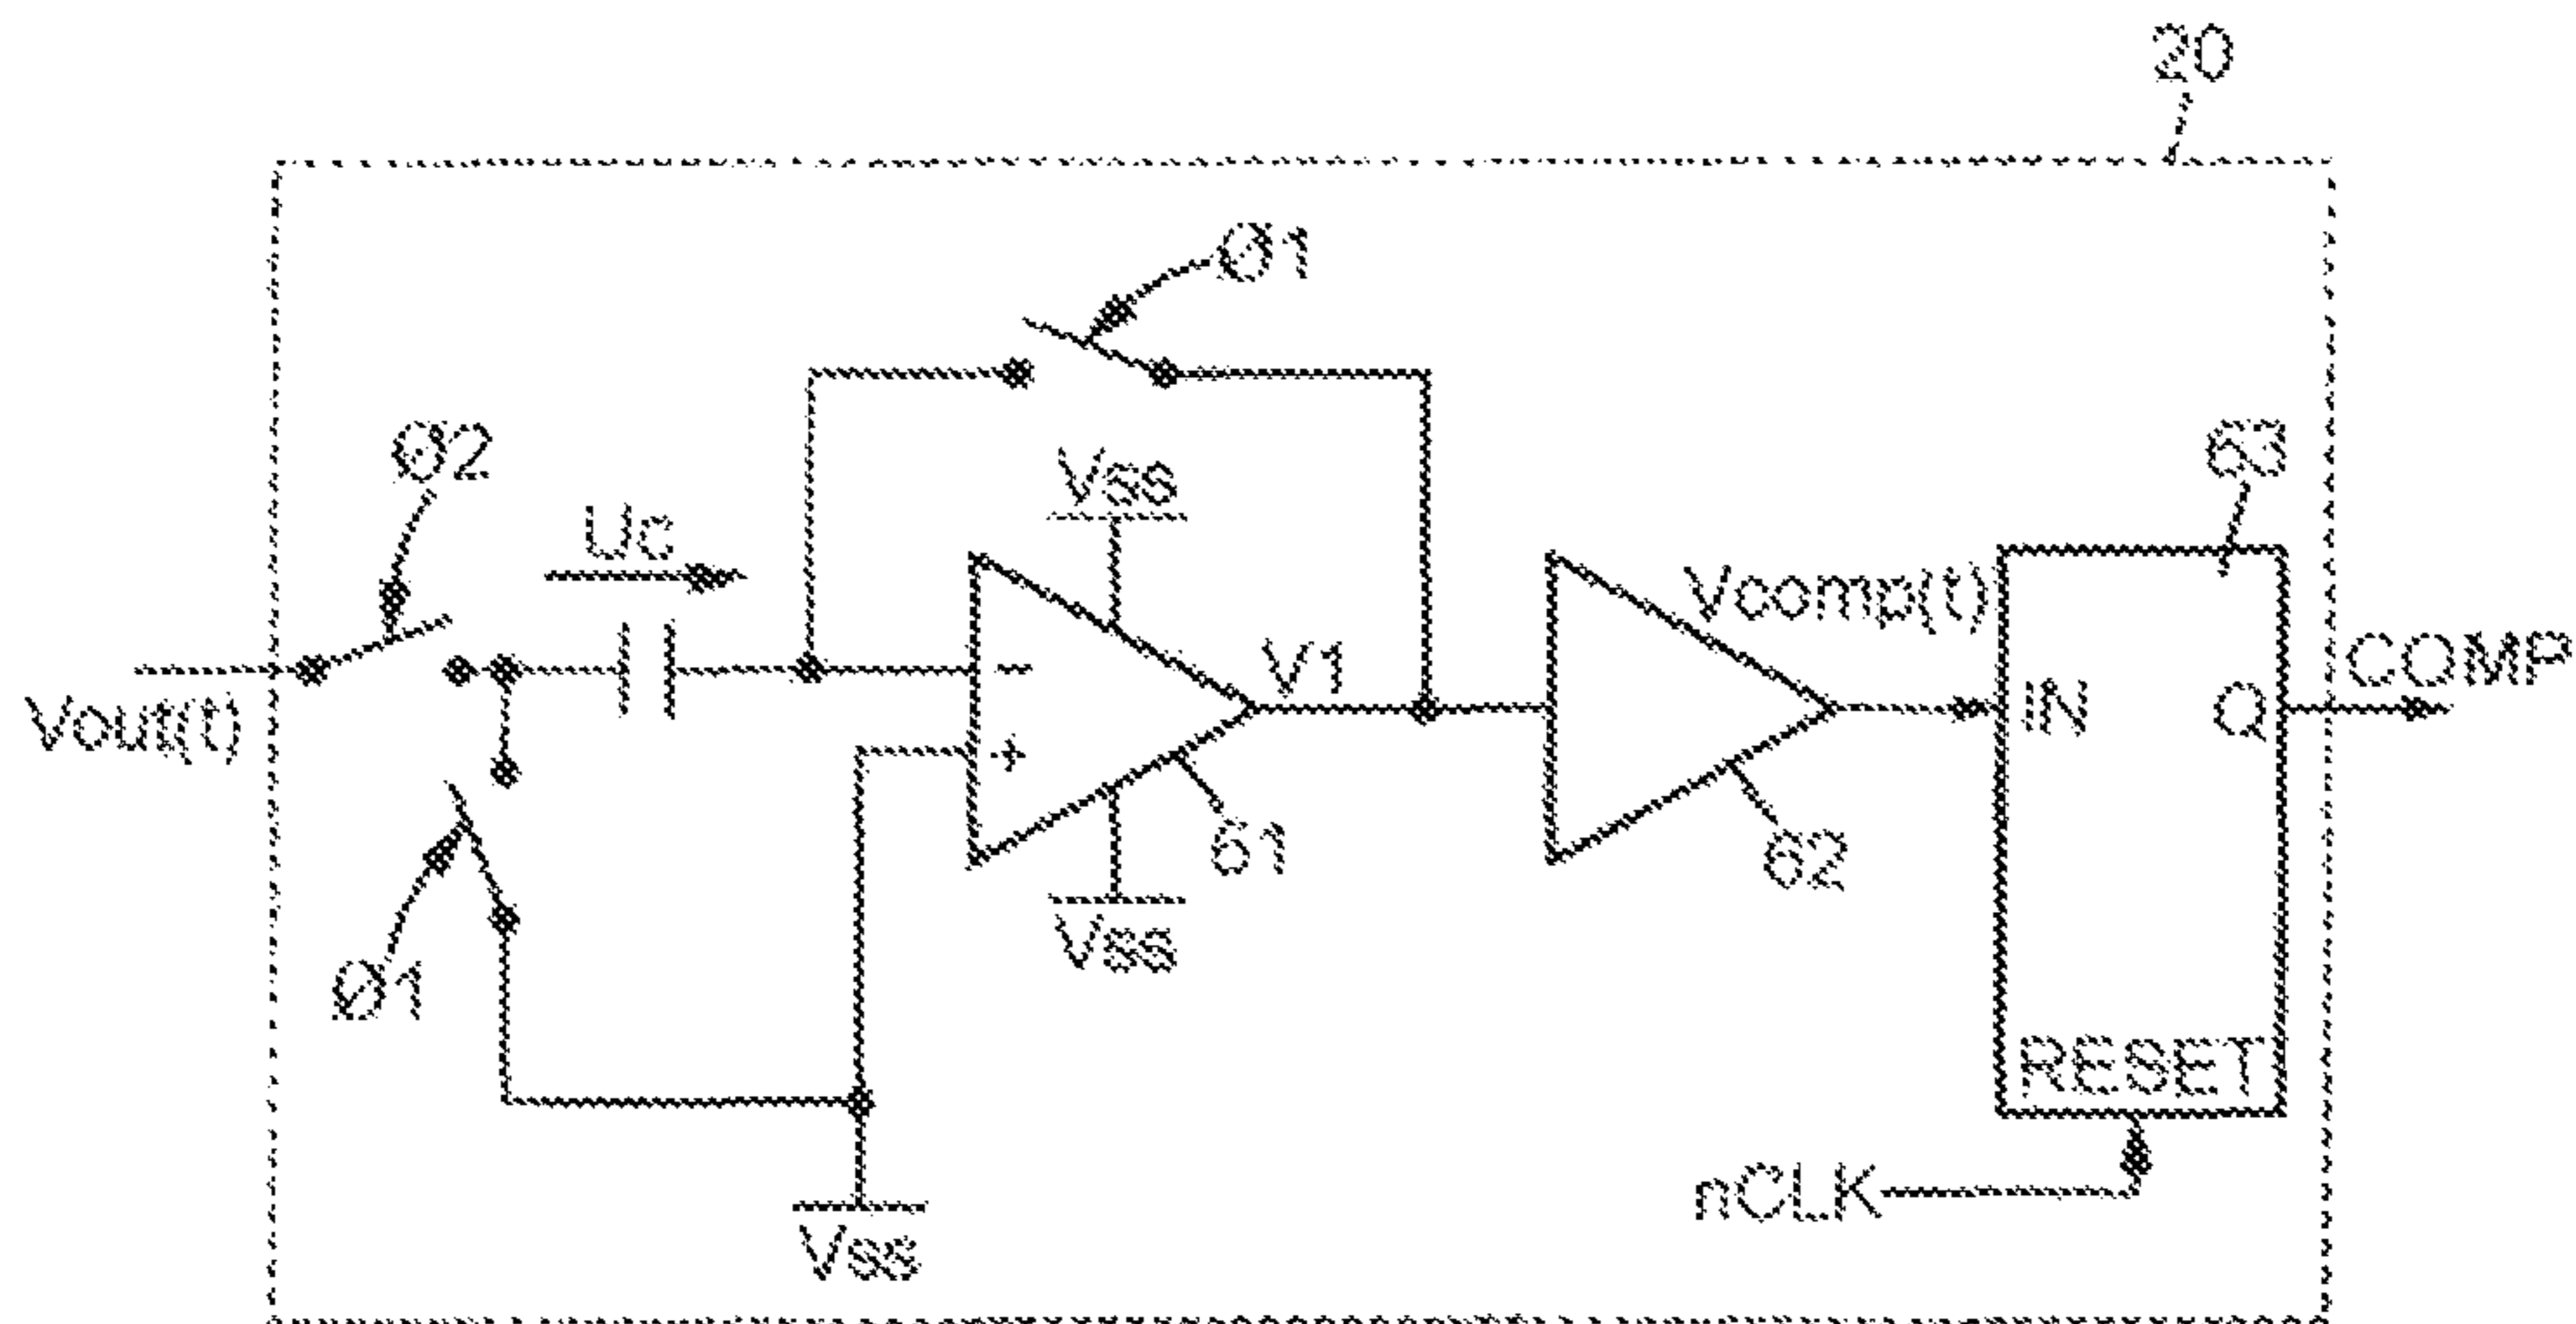 20
Ø1
Ø2
Uc
Vss
63
Vcomp(t)
V1
−
IN
Q
COMP
Vout(t)
+
61
62
Vss
Ø1
RESET
nCLK
Vss